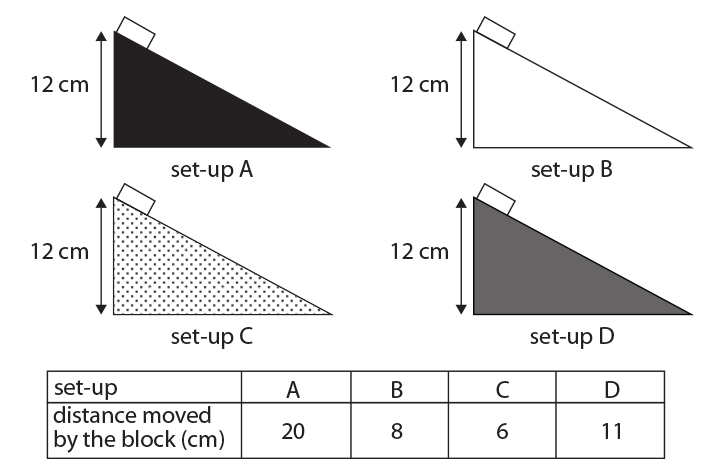 12 cm
set-up A
12 cm
set-up B
12 cm
set-up C
12 cm
set-up D
set-up A B C D
distance moved
by the block (cm) 20 8 6 11